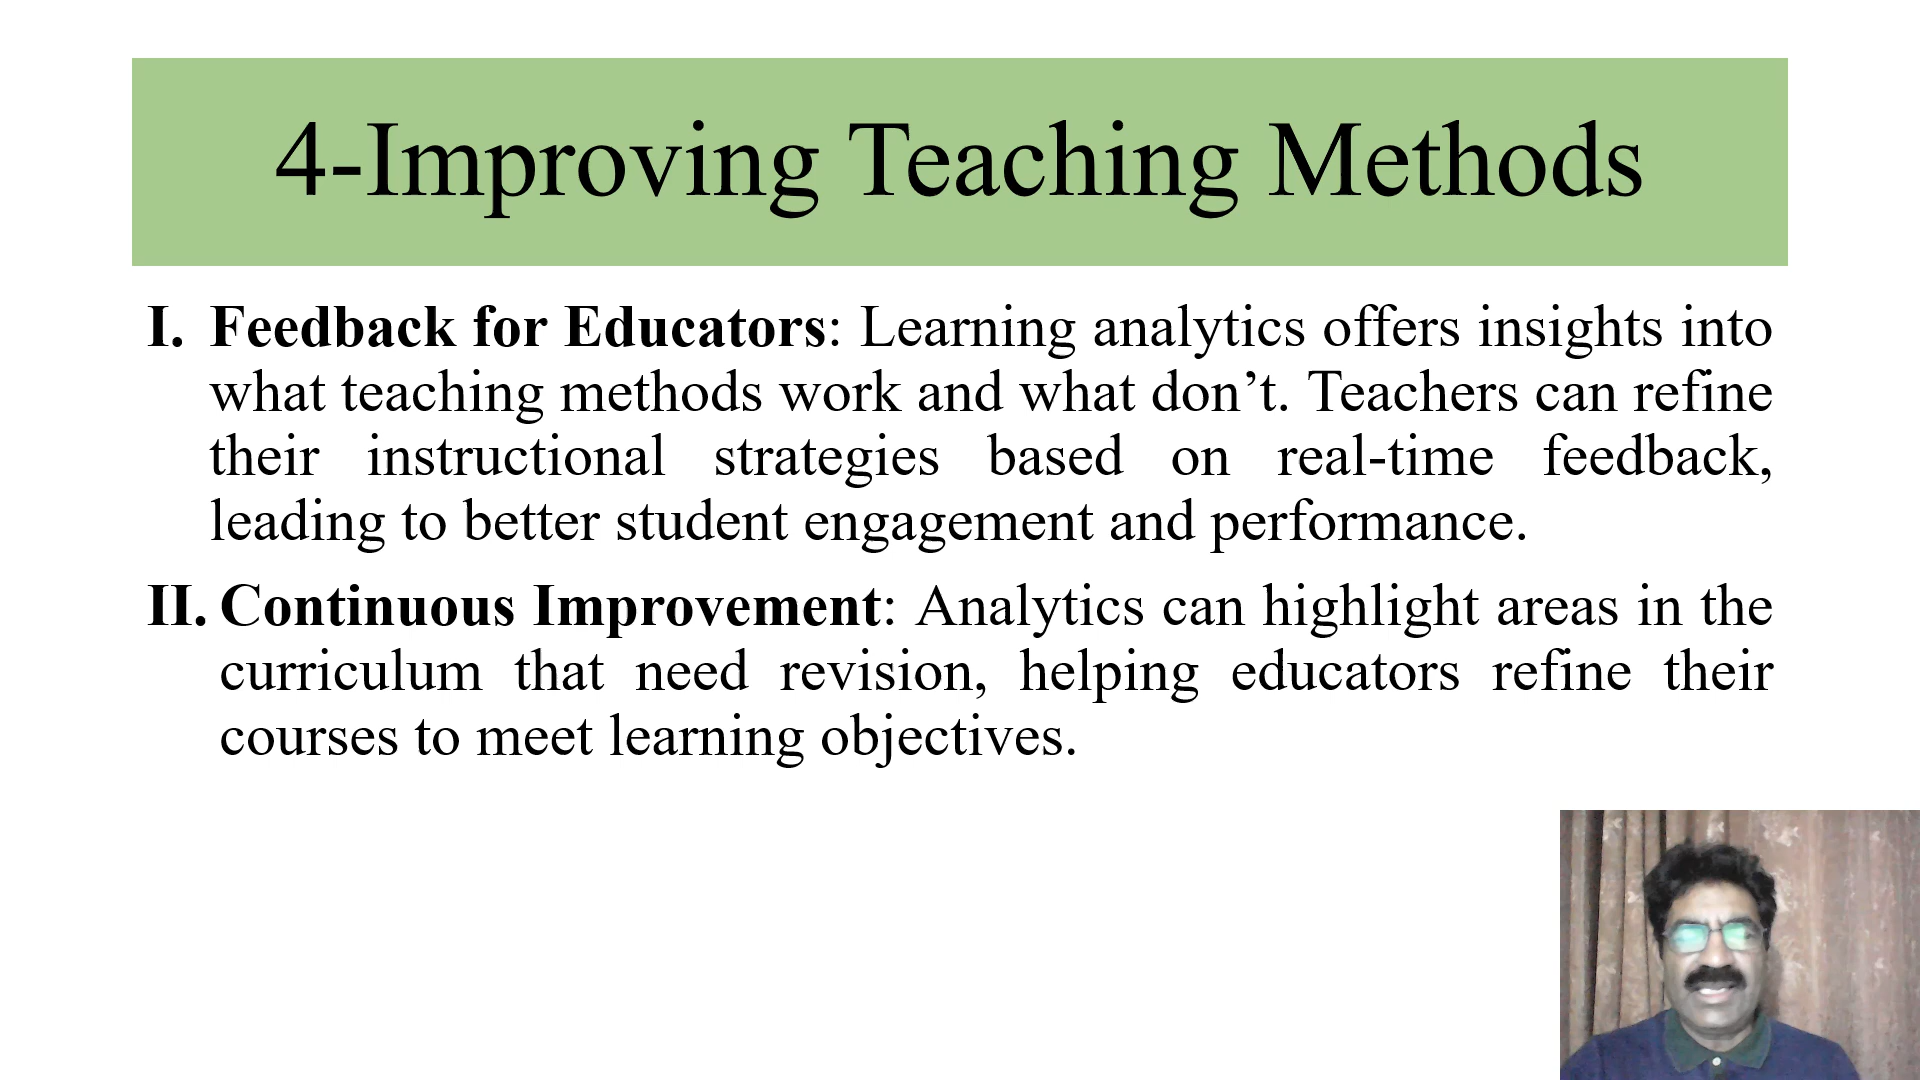 4-Improving Teaching Methods
I. Feedback for Educators: Learning analytics offers insights into
what teaching methods work and what don’t. Teachers can refine
their instructional strategies based on real-time feedback,
leading to better student engagement and performance.
II. Continuous Improvement: Analytics can highlight areas in the
curriculum that need revision, helping educators refine their
courses to meet learning objectives.